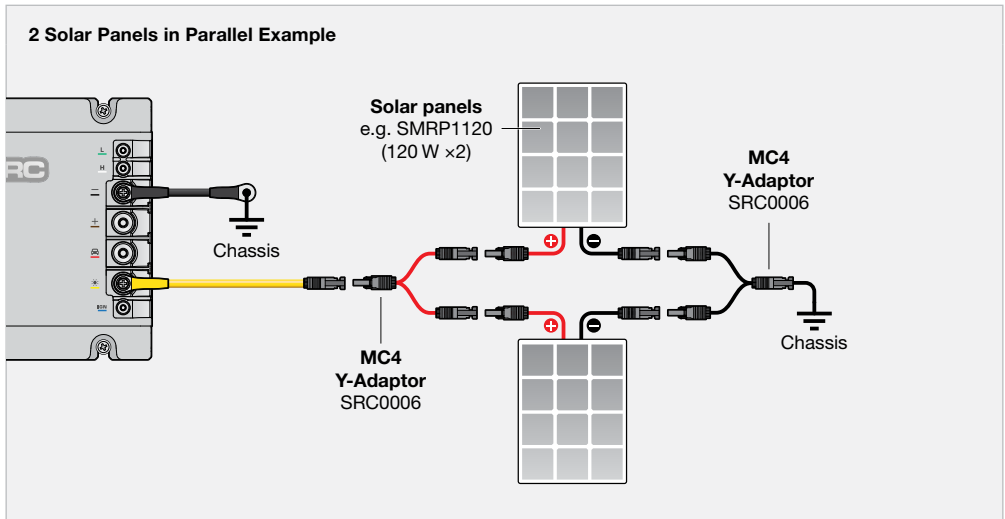 2 Solar Panels in Parallel Example
RC
L
H
Chassis
Solar panels
e.g. SMRP1120
(120 W ×2)
MC4
Y-Adaptor
SRC0006
MC4
Y-Adaptor
SRC0006
Chassis